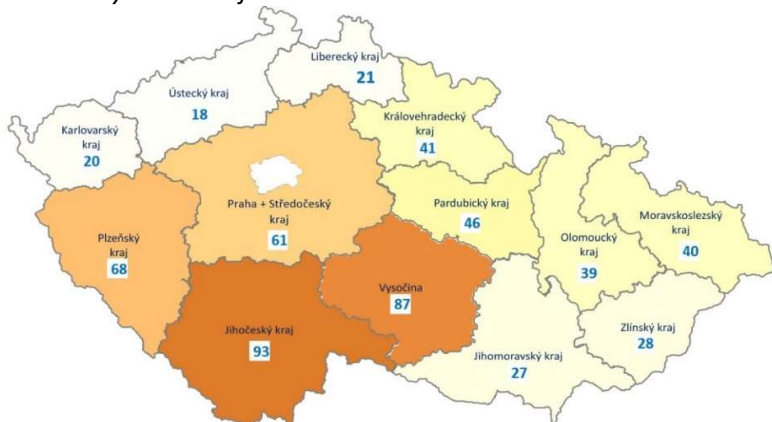 Liberecký kraj
21
Ústecký kraj
18
Karlovarský
kraj
20
Královehradecký
kraj
41
Praha + Středočeský
kraj
61
Pardubický kraj
46
Moravskoslezský
kraj
40
Plzeňský
kraj
68
Olomoucký
kraj
39
Vysočina
87
Jihočeský kraj
93
Zlínský kraj
28
Jihomoravský kraj
27